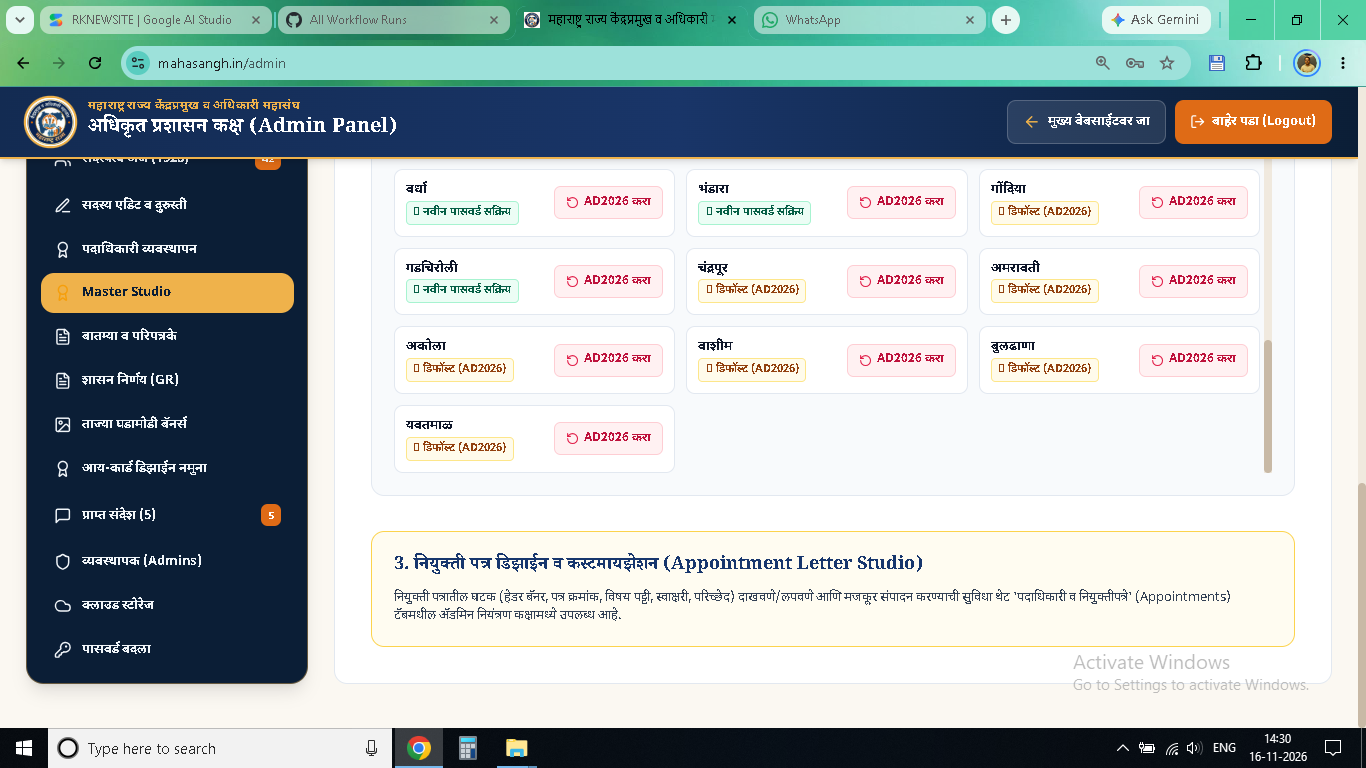 RKNEWSITE | Google AI Studio
All Workflow Runs
महाराष्ट्र राज्य केंद्रप्रमुख व अधिकारी
WhatsApp
Ask Gemini
mahasangh.in/admin
महाराष्ट्र राज्य केंद्रप्रमुख व अधिकारी महासंघ
अधिकृत प्रशासन कक्ष (Admin Panel)
मुख्य वेबसाईटवर जा
बाहेर पडा (Logout)
42
सदस्य एडिट व दुरुस्ती
पदाधिकारी व्यवस्थापन
Master Studio
बातम्या व परिपत्रके
शासन निर्णय (GR)
ताज्या घडामोडी बॅनर्स
आय-कार्ड डिझाईन नमुना
प्राप्त संदेश (5)
5
व्यवस्थापक (Admins)
क्लाउड स्टोरेज
पासवर्ड बदला
वर्धा
नवीन पासवर्ड सक्रिय
AD2026 करा
भंडारा
नवीन पासवर्ड सक्रिय
AD2026 करा
गोंदिया
डिफॉल्ट (AD2026)
AD2026 करा
गडचिरोली
नवीन पासवर्ड सक्रिय
AD2026 करा
चंद्रपूर
डिफॉल्ट (AD2026)
AD2026 करा
अमरावती
डिफॉल्ट (AD2026)
AD2026 करा
अकोला
डिफॉल्ट (AD2026)
AD2026 करा
वाशीम
डिफॉल्ट (AD2026)
AD2026 करा
बुलढाणा
डिफॉल्ट (AD2026)
AD2026 करा
यवतमाळ
डिफॉल्ट (AD2026)
AD2026 करा
3. नियुक्ती पत्र डिझाईन व कस्टमायझेशन (Appointment Letter Studio)
नियुक्ती पत्रातील घटक (हेडर बॅनर, पत्र क्रमांक, विषय पट्टी, स्वाक्षरी, परिच्छेद) दाखवणे/लपवणे आणि मजकूर संपादन करण्याची सुविधा थेट 'पदाधिकारी व नियुक्तीपत्रे' (Appointments)
टॅबमधील अ‍ॅडमिन नियंत्रण कक्षामध्ये उपलब्ध आहे.
Activate Windows
Go to Settings to activate Windows.
Type here to search
ENG
14:30
16-11-2026